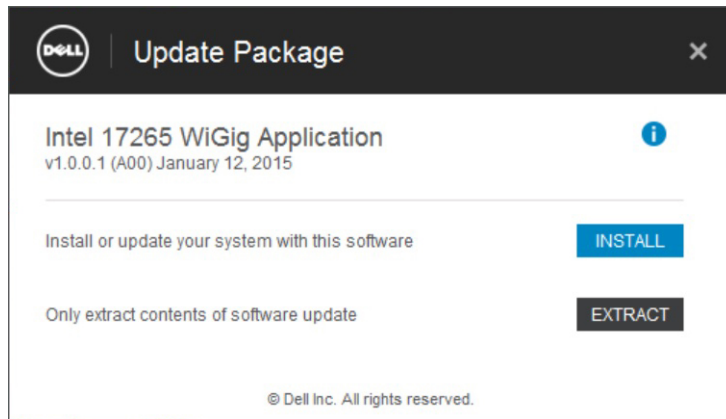 DELL
Update Package
Intel 17265 WiGig Application
v1.0.0.1 (A00) January 12, 2015
Install or update your system with this software
INSTALL
Only extract contents of software update
EXTRACT
© Dell Inc. All rights reserved.